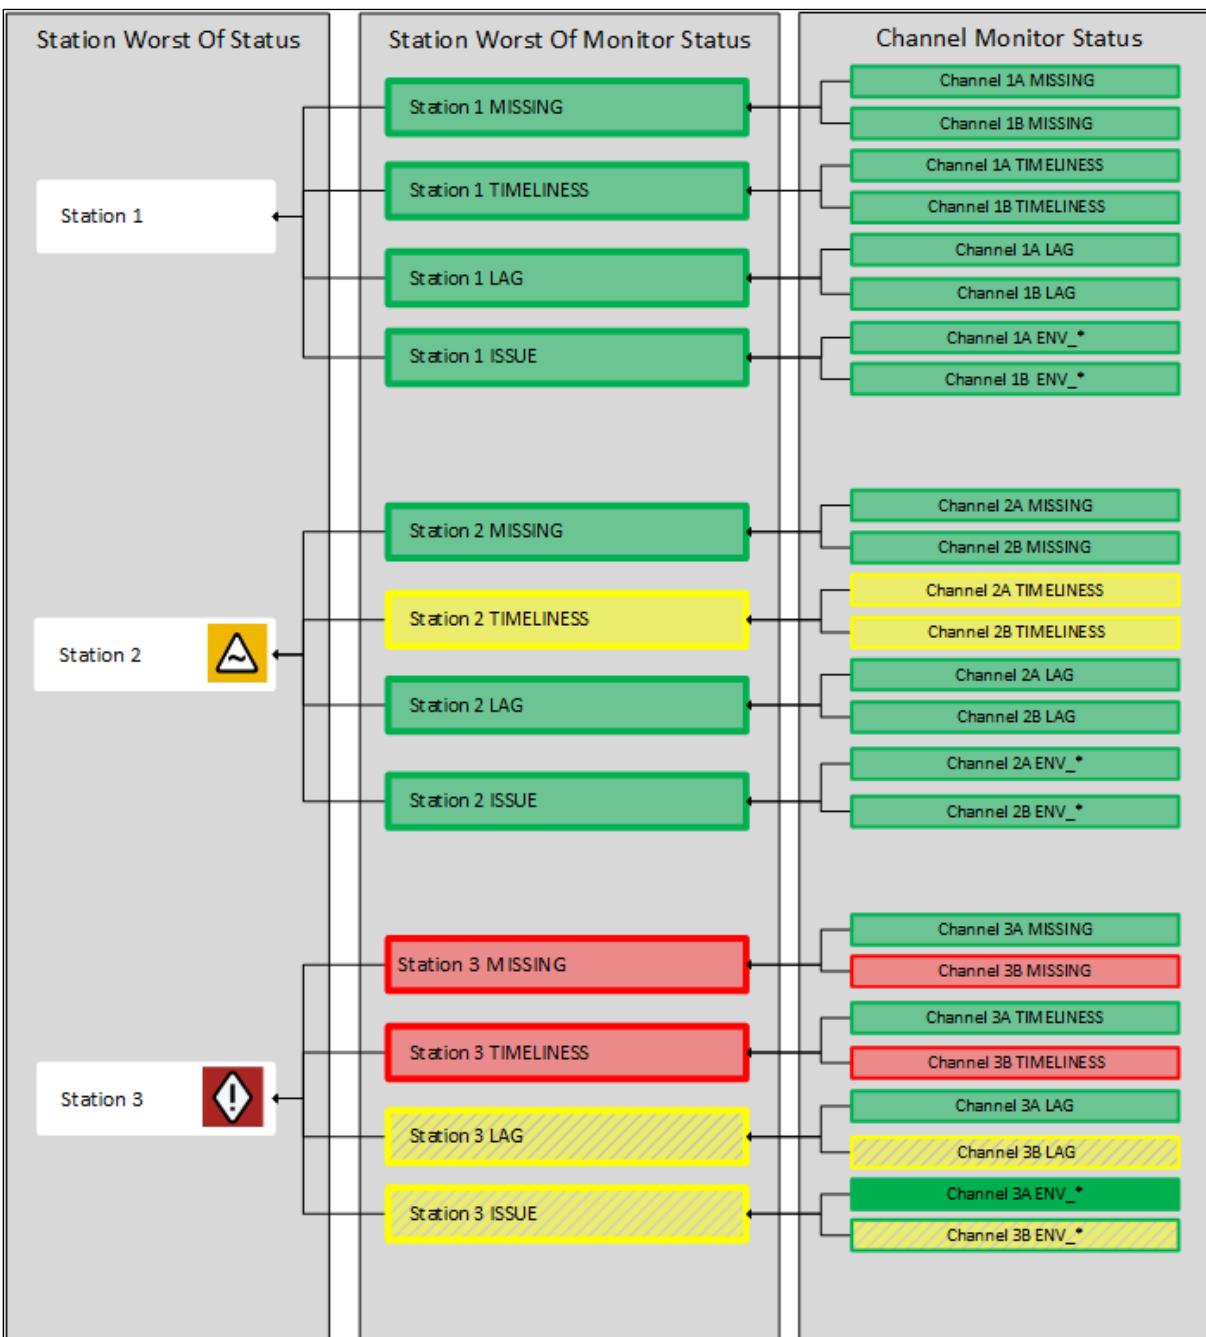 Station Worst Of Status
Station 1
Station 2
~
Station 3
!
Station Worst Of Monitor Status
Station 1 MISSING
Station 1 TIMELINESS
Station 1 LAG
Station 1 ISSUE
Station 2 MISSING
Station 2 TIMELINESS
Station 2 LAG
Station 2 ISSUE
Station 3 MISSING
Station 3 TIMELINESS
Station 3 LAG
Station 3 ISSUE
Channel Monitor Status
Channel 1A MISSING
Channel 1B MISSING
Channel 1A TIMELINESS
Channel 1B TIMELINESS
Channel 1A LAG
Channel 1B LAG
Channel 1A ENV_*
Channel 1B ENV_*
Channel 2A MISSING
Channel 2B MISSING
Channel 2A TIMELINESS
Channel 2B TIMELINESS
Channel 2A LAG
Channel 2B LAG
Channel 2A ENV_*
Channel 2B ENV_*
Channel 3A MISSING
Channel 3B MISSING
Channel 3A TIMELINESS
Channel 3B TIMELINESS
Channel 3A LAG
Channel 3B LAG
Channel 3A ENV_*
Channel 3B ENV_*